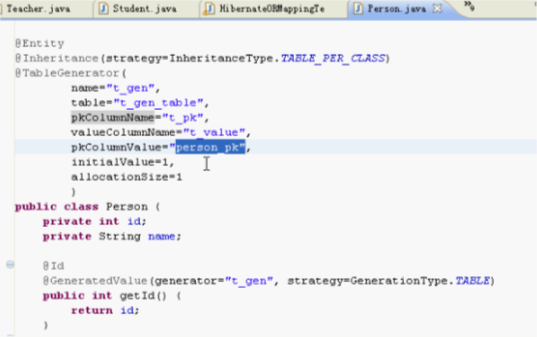 Teacher.java Student.java HibernateORMappingTe Person.java
@Entity
@Inheritance(strategy=InheritanceType.TABLE_PER_CLASS)
@TableGenerator(
name="t_gen",
table="t_gen_table",
pkColumnName="t_pk",
valueColumnName="t_value",
pkColumnValue="person_pk",
initialValue=1,
allocationSize=1
)
public class Person {
private int id;
private String name;
@Id
@GeneratedValue(generator="t_gen", strategy=GenerationType.TABLE)
public int getId() {
return id;
}